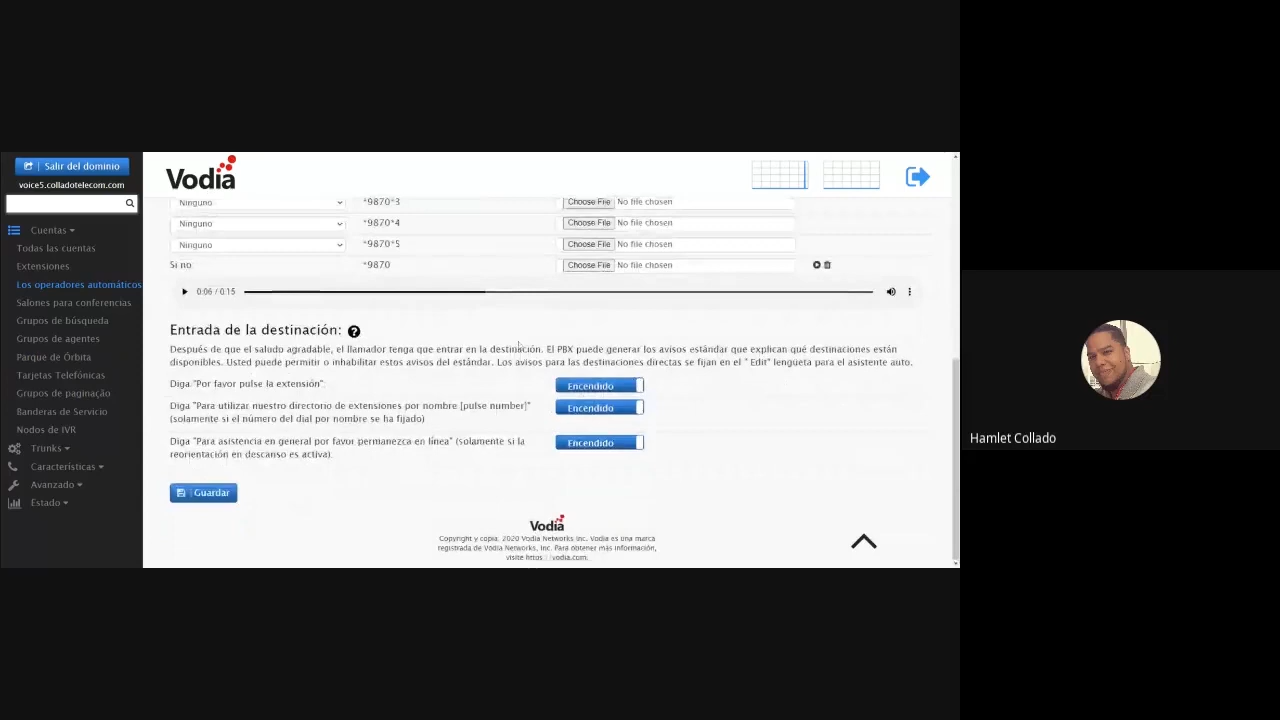 Salir del dominio
voice5.colladotelecom.com
Cuentas
Todas las cuentas
Extensiones
Los operadores automáticos
Salones para conferencias
Grupos de búsqueda
Grupos de agentes
Parque de Órbita
Tarjetas Telefónicas
Grupos de paginação
Banderas de Servicio
Nodos de IVR
Trunks
Características
Avanzado
Estado
Vodia
Ninguno *9870*3 Choose File No file chosen
Ninguno *9870*4 Choose File No file chosen
Ninguno *9870*5 Choose File No file chosen
Si no *9870 Choose File No file chosen
0:06 / 0:15
Entrada de la destinación:
Después de que el saludo agradable, el llamador tenga que entrar en la destinación. El PBX puede generar los avisos estándar que explican qué destinaciones están
disponibles. Usted puede permitir o inhabilitar estos avisos del estándar. Los avisos para las destinaciones directas se fijan en el " Edit" lengüeta para el asistente auto.
Diga "Por favor pulse la extensión": Encendido
Diga "Para utilizar nuestro directorio de extensiones por nombre [pulse number]" Encendido
(solamente si el número del dial por nombre se ha fijado)
Diga "Para asistencia en general por favor permanezca en línea" (solamente si la Encendido
reorientación en descanso es activa).
Guardar
Vodia
Copyright y copia; 2020 Vodia Networks Inc. Vodia es una marca
registrada de Vodia Networks, Inc. Para obtener más información,
visite https://vodia.com.
Hamlet Collado